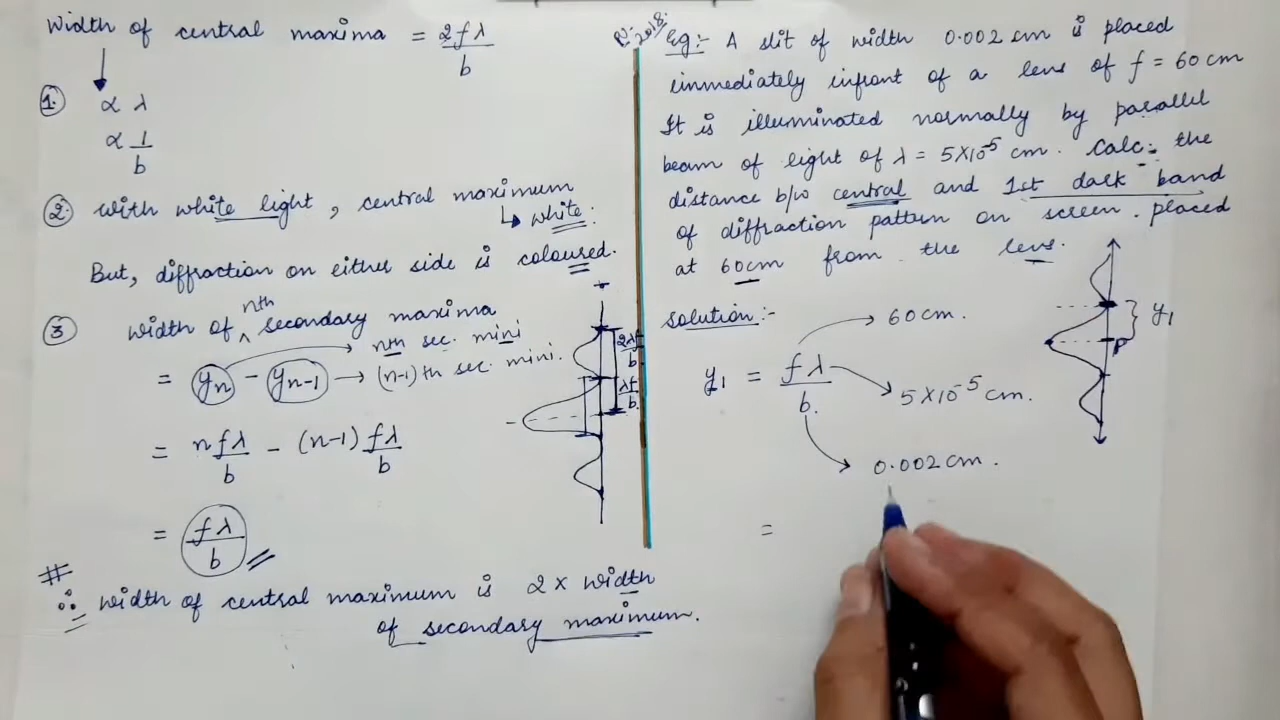 Width of central maxima = 2fλ/b
① ∝ λ
∝ 1/b
② with white light, central maximum
↳ white.
But, diffraction on either side is coloured.
③ width of nth secondary maxima
= yn - yn-1 → nth sec. mini
→ (n-1)th sec. mini.
= nfλ/b - (n-1) fλ/b
= fλ/b
# ∴ width of central maximum is 2 × width
of secondary maximum.
2λf/b
λf/b
2018.
Eg:- A slit of width 0.002 cm is placed
immediately infront of a lens of f = 60 cm
It is illuminated normally by parallel
beam of light of λ = 5×10⁻⁵ cm. Calc: the
distance b/w central and 1st dark band
of diffraction pattern on screen. placed
at 60cm from the lens.
solution:-
y1 = fλ/b.
→ 60 cm.
→ 5×10⁻⁵ cm.
→ 0.002 cm.
=
y1
P